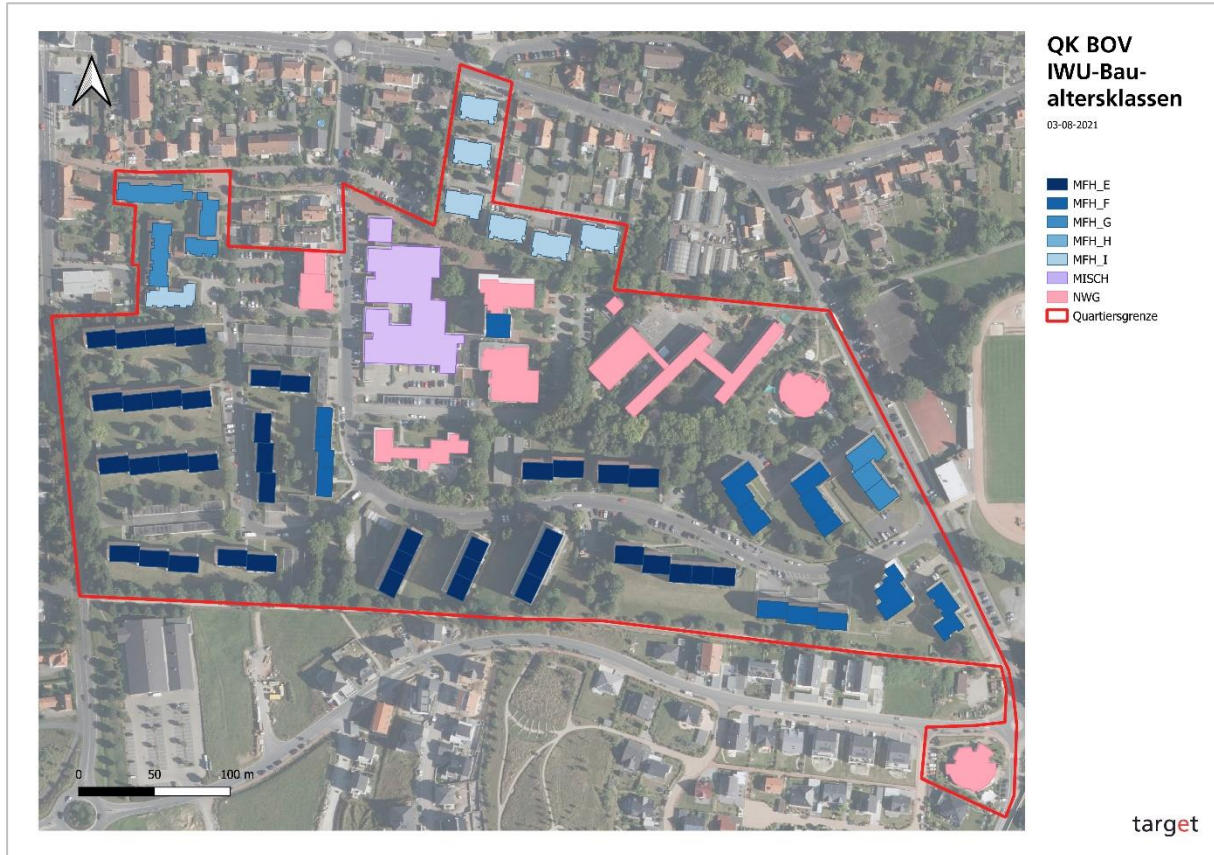 QK BOV
IWU-Bau-
altersklassen
03-08-2021
MFH_E
MFH_F
MFH_G
MFH_H
MFH_I
MISCH
NWG
Quartiersgrenze
0 50 100 m
target